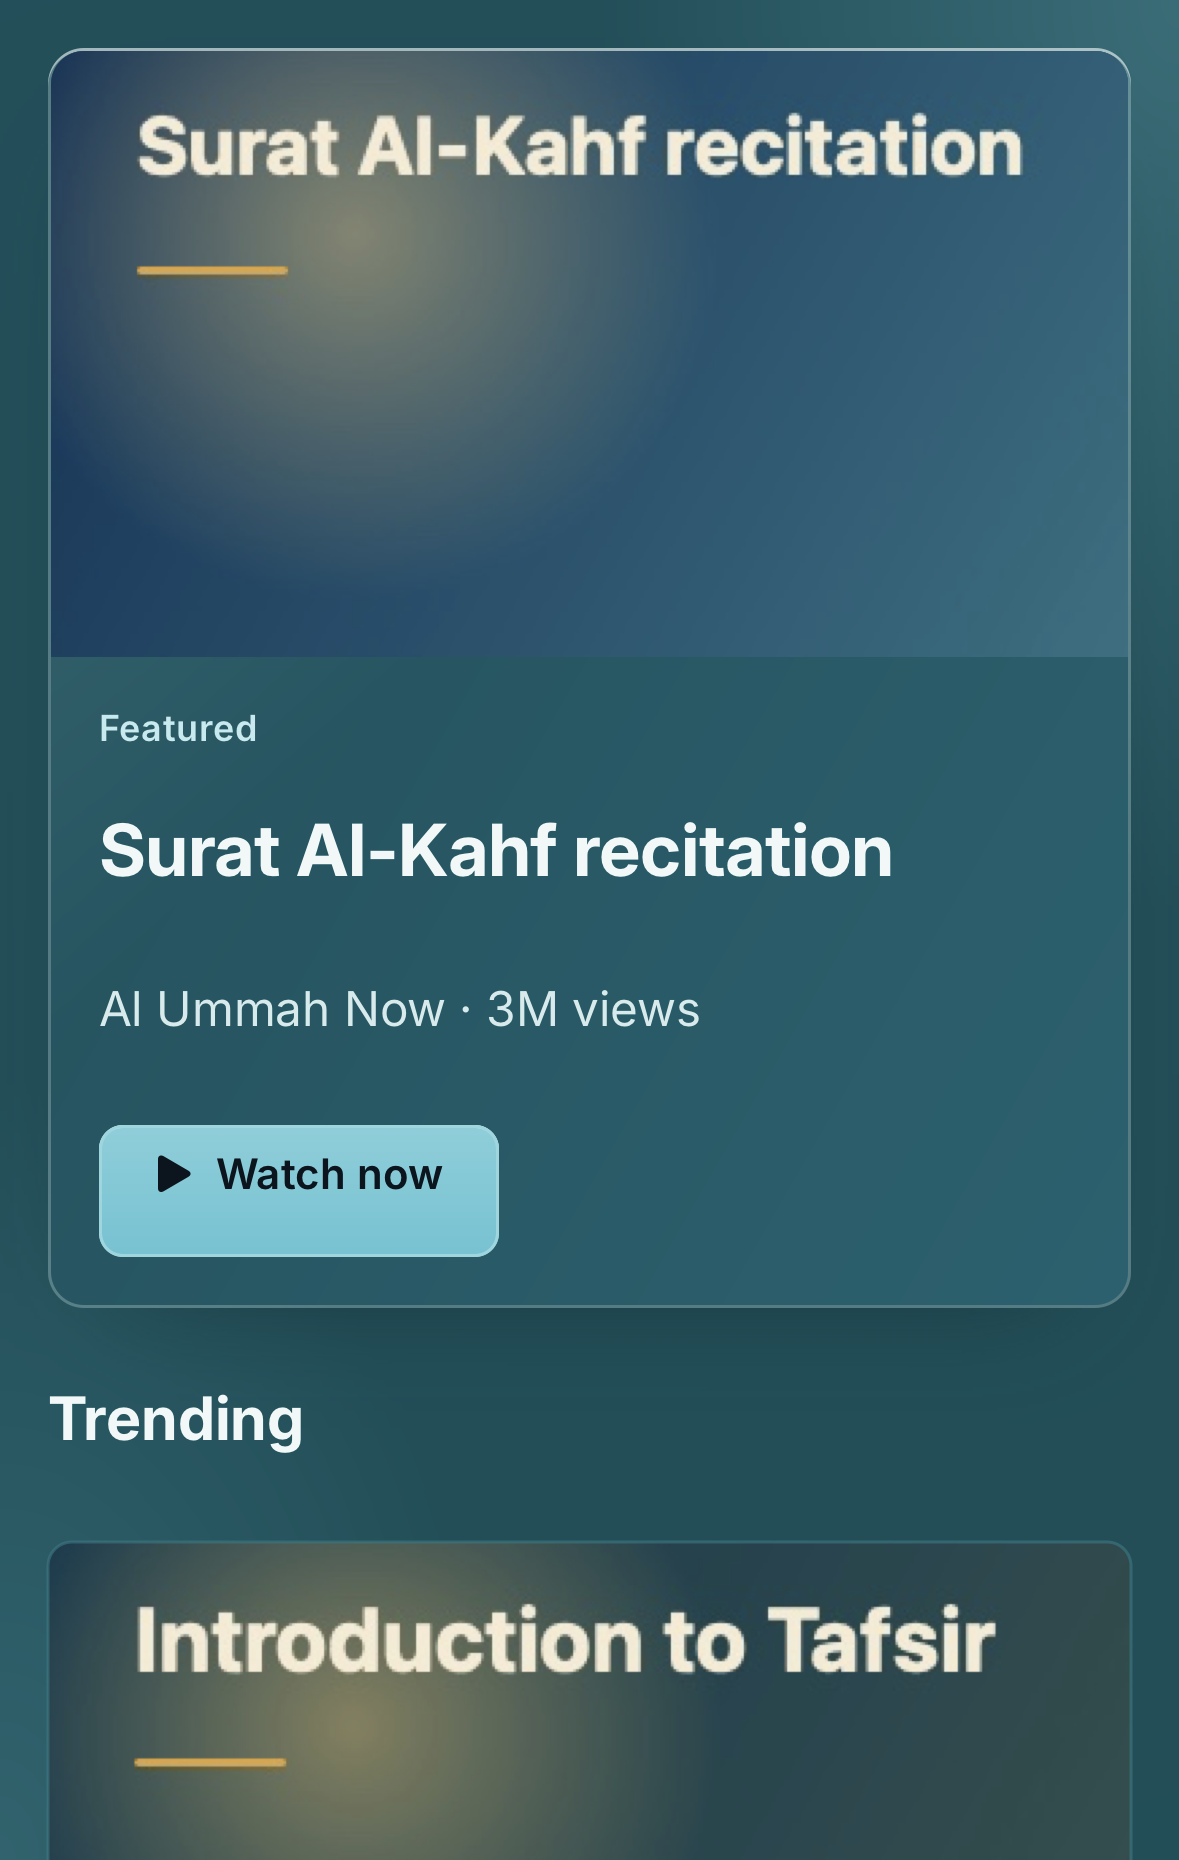 Surat Al-Kahf recitation
Featured
Surat Al-Kahf recitation
Al Ummah Now · 3M views
Watch now
Trending
Introduction to Tafsir